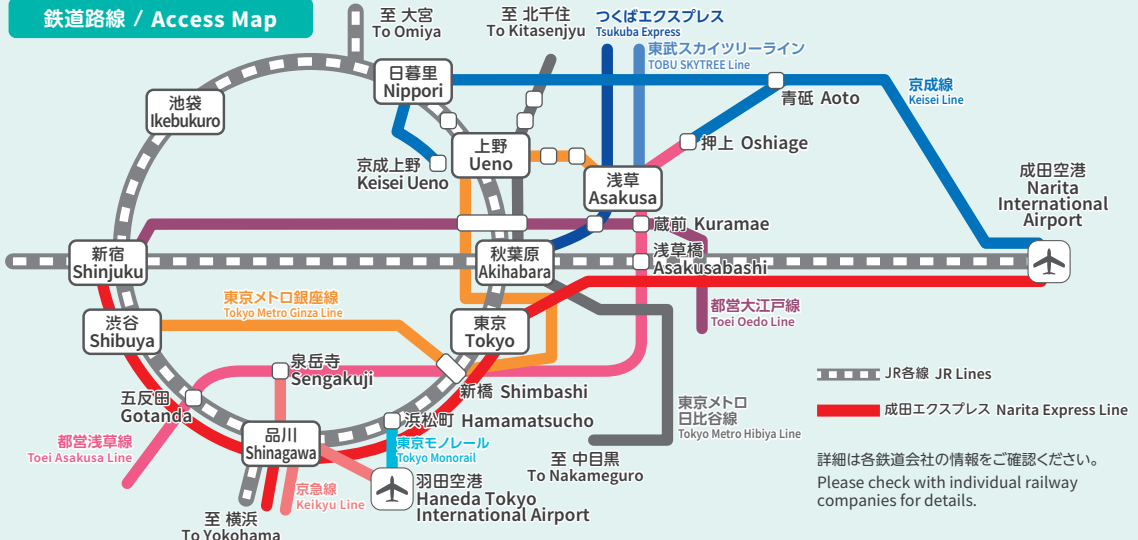 鉄道路線 / Access Map
至 大宮
To Omiya
至 北千住
To Kitasenjyu
つくばエクスプレス
Tsukuba Express
東武スカイツリーライン
TOBU SKYTREE Line
日暮里
Nippori
京成線
Keisei Line
青砥 Aoto
池袋
Ikebukuro
上野
Ueno
押上 Oshiage
京成上野
Keisei Ueno
浅草
Asakusa
成田空港
Narita
International
Airport
蔵前 Kuramae
新宿
Shinjuku
秋葉原
Akihabara
浅草橋
Asakusabashi
東京メトロ銀座線
Tokyo Metro Ginza Line
都営大江戸線
Toei Oedo Line
渋谷
Shibuya
東京
Tokyo
泉岳寺
Sengakuji
新橋 Shimbashi
JR各線 JR Lines
五反田
Gotanda
浜松町 Hamamatsucho
東京メトロ
日比谷線
Tokyo Metro Hibiya Line
成田エクスプレス Narita Express Line
都営浅草線
Toei Asakusa Line
品川
Shinagawa
東京モノレール
Tokyo Monorail
至 中目黒
To Nakameguro
詳細は各鉄道会社の情報をご確認ください。
Please check with individual railway
companies for details.
京急線
Keikyu Line
羽田空港
Haneda Tokyo
International Airport
至 横浜
To Yokohama